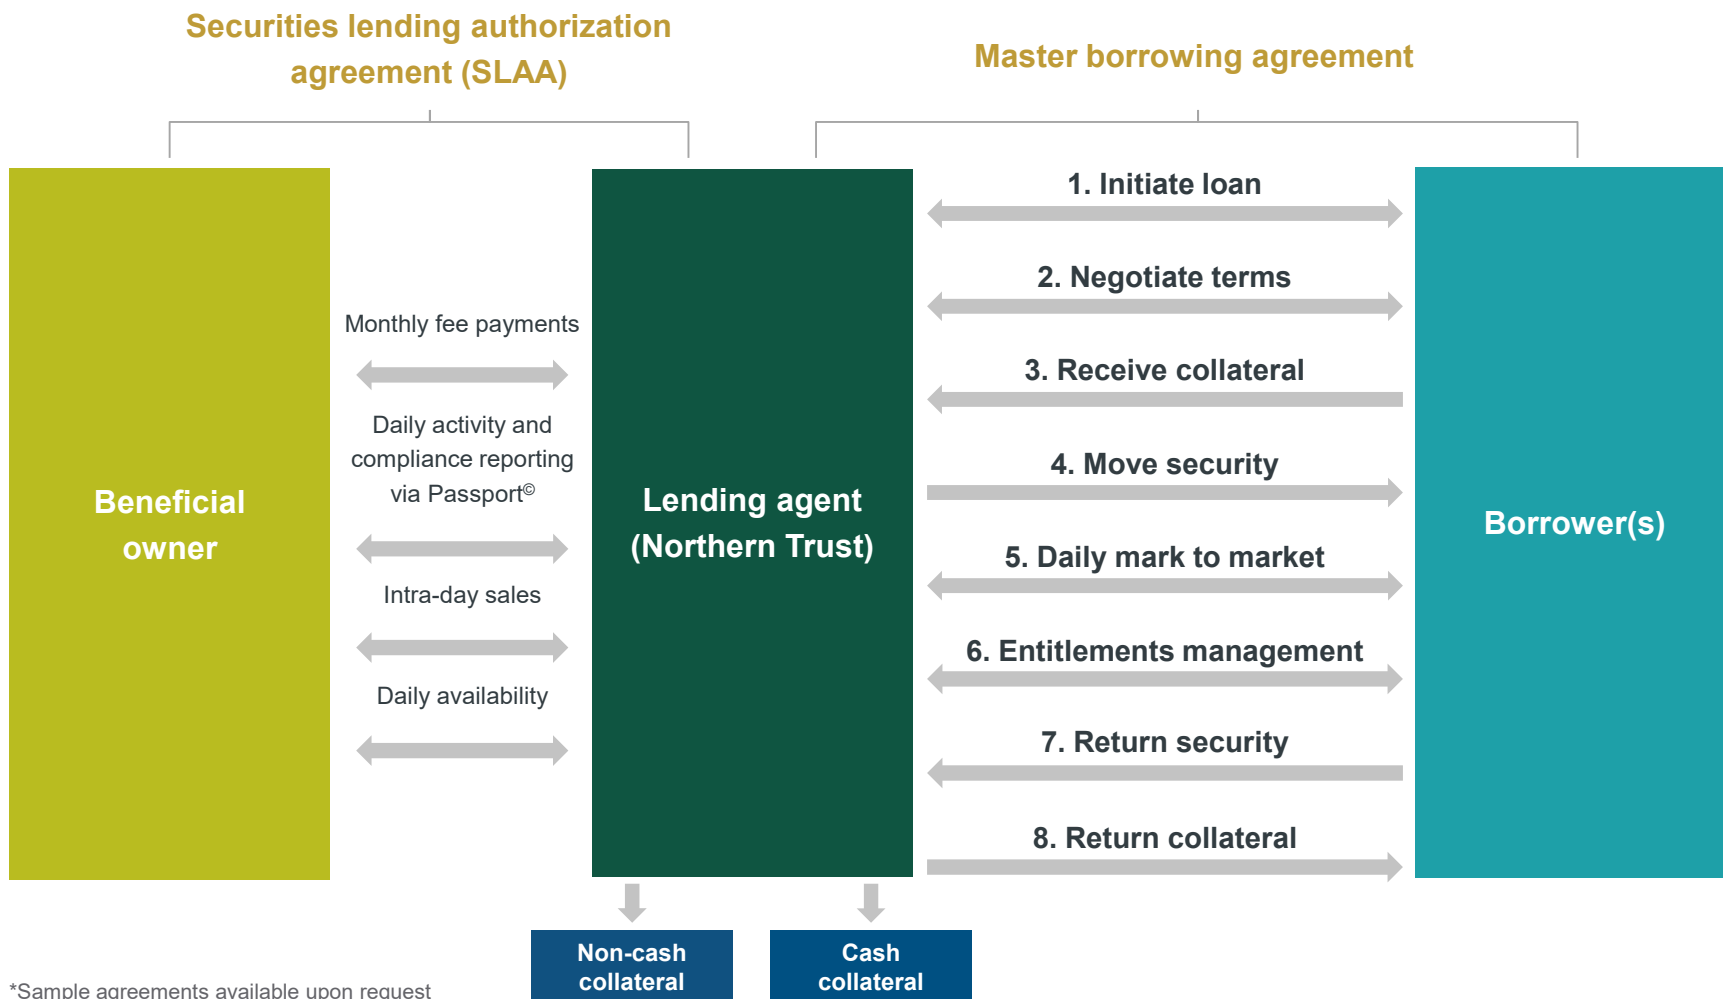 Securities lending authorization
agreement (SLAA)
Master borrowing agreement
Beneficial
owner
Monthly fee payments
Daily activity and
compliance reporting
via Passport©
Intra-day sales
Daily availability
Lending agent
(Northern Trust)
1. Initiate loan
2. Negotiate terms
3. Receive collateral
4. Move security
5. Daily mark to market
6. Entitlements management
7. Return security
8. Return collateral
Borrower(s)
Non-cash
collateral
Cash
collateral
*Sample agreements available upon request